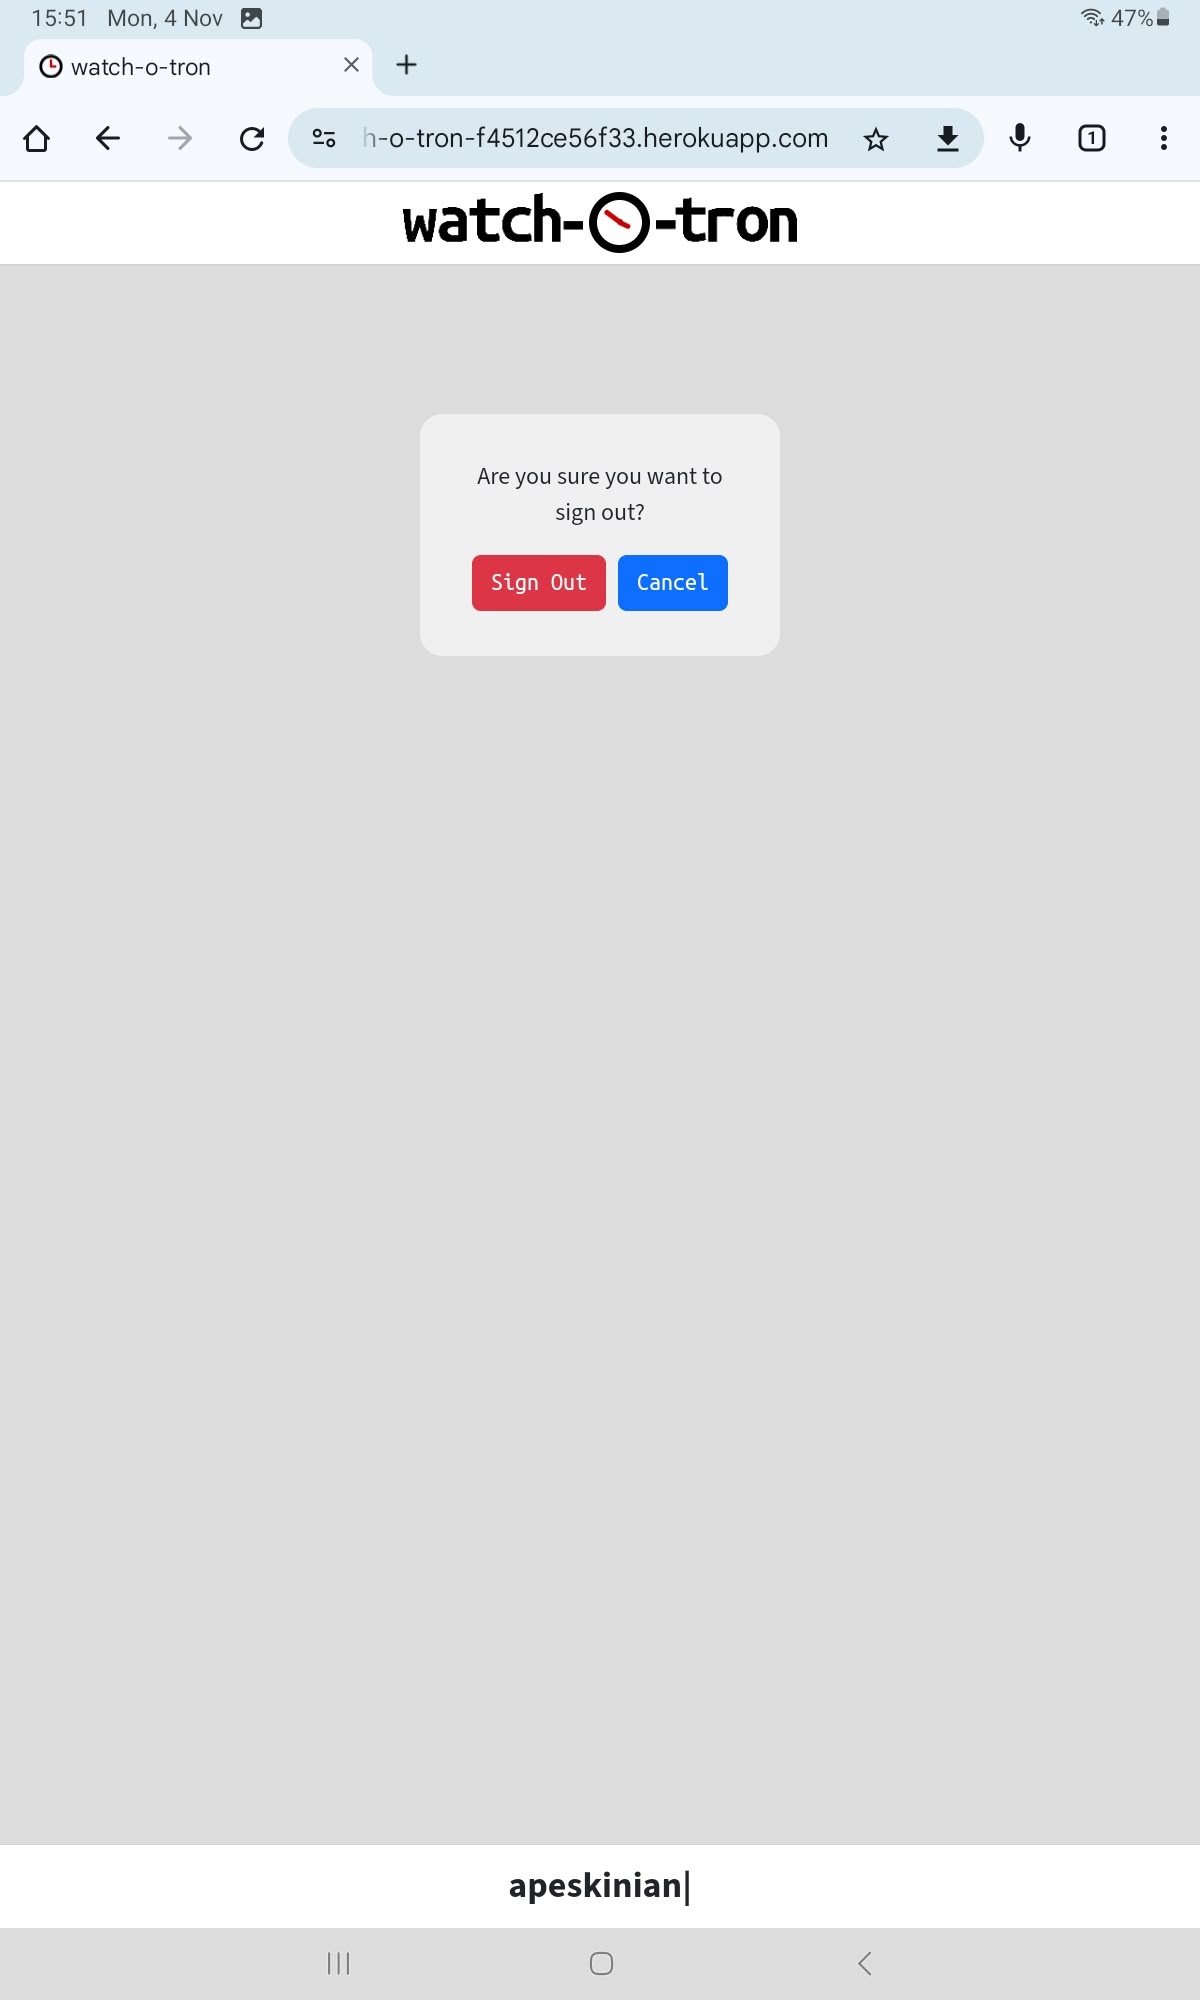 15:51 Mon, 4 Nov 47%
watch-o-tron
h-o-tron-f4512ce56f33.herokuapp.com 1
watch-o-tron
Are you sure you want to
sign out?
Sign Out Cancel
apeskinian|